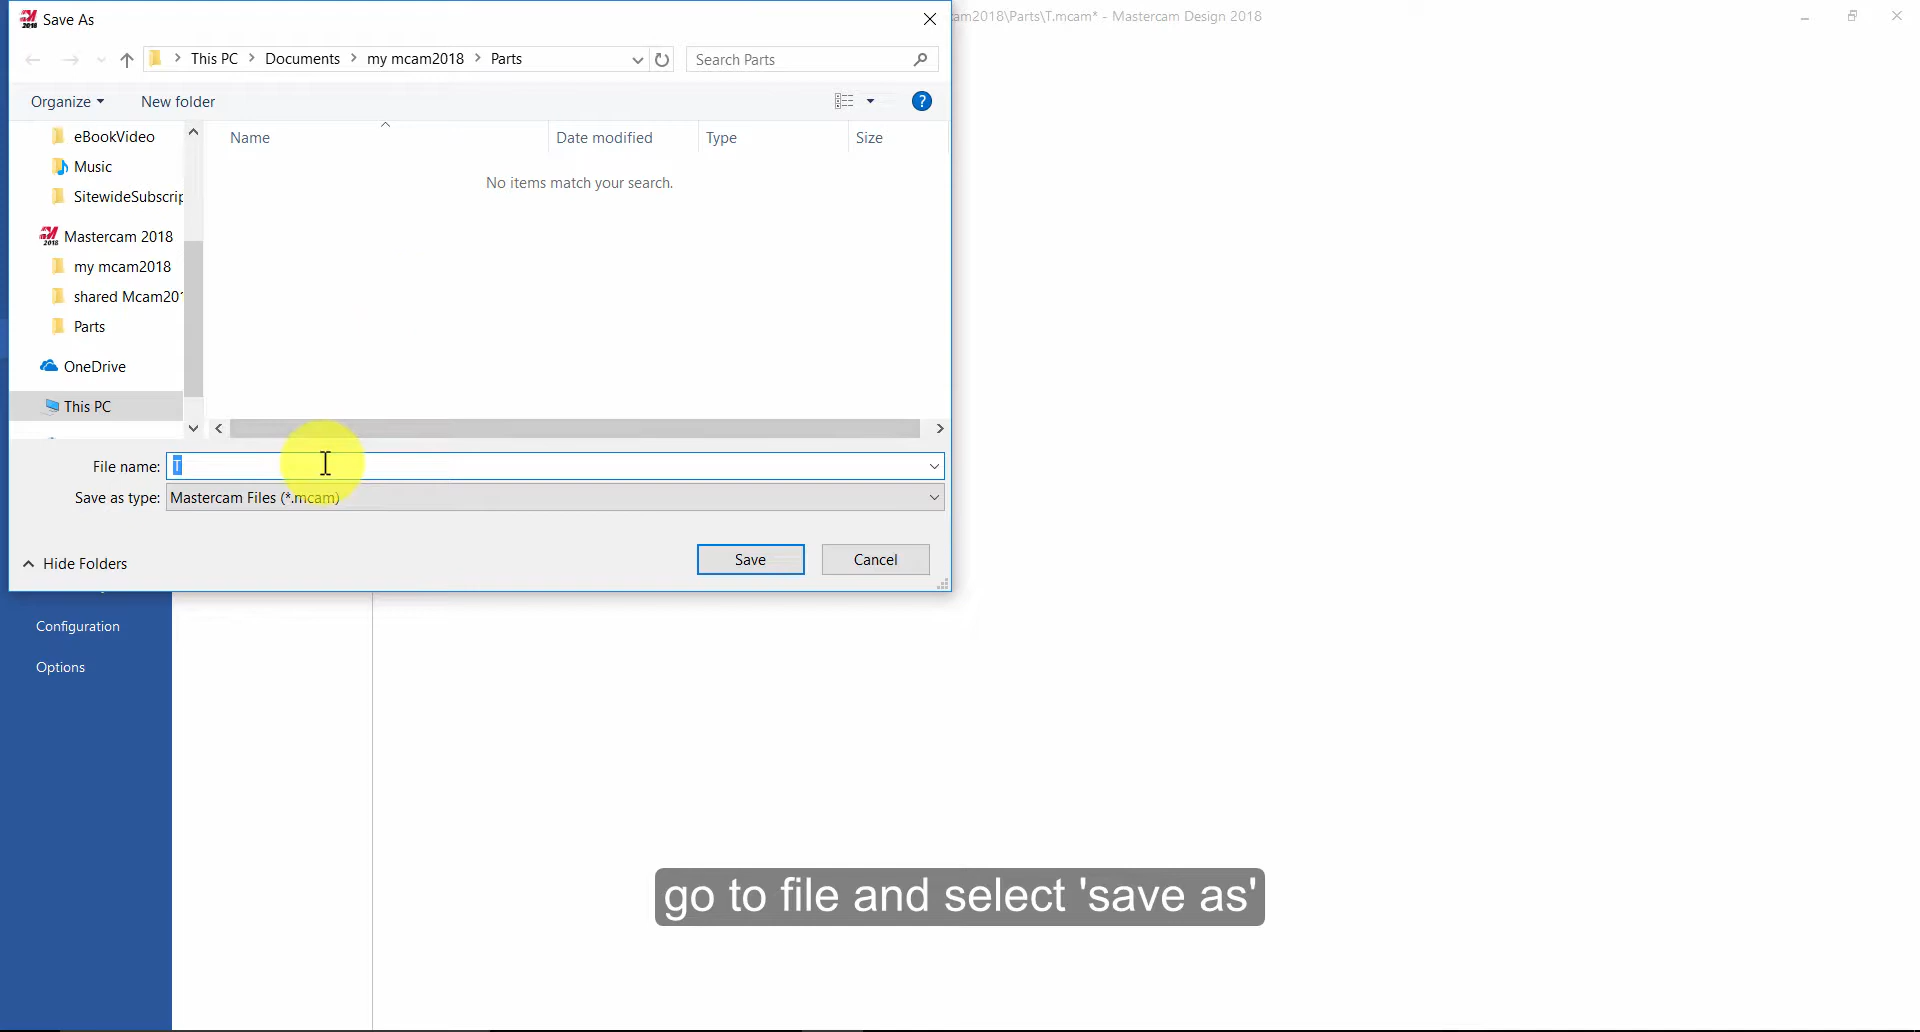 Save As
cam2018\Parts\T.mcam* - Mastercam Design 2018
This PC > Documents > my mcam2018 > Parts
Search Parts
Organize
New folder
?
eBookVideo
Music
SitewideSubscrip
Mastercam 2018
my mcam2018
shared Mcam201
Parts
OneDrive
This PC
Name
Date modified
Type
Size
No items match your search.
File name: T
Save as type: Mastercam Files (*.mcam)
Hide Folders
Save
Cancel
Configuration
Options
go to file and select 'save as'